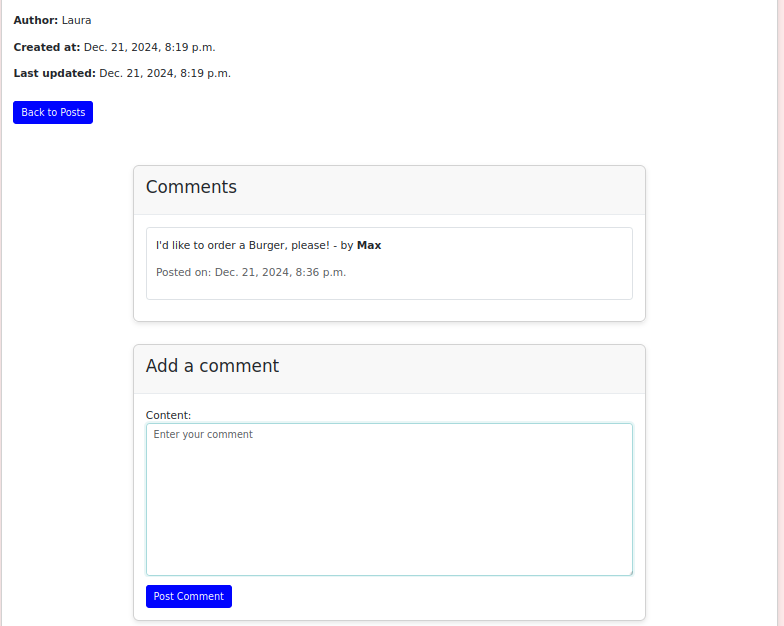 Author: Laura
Created at: Dec. 21, 2024, 8:19 p.m.
Last updated: Dec. 21, 2024, 8:19 p.m.
Back to Posts
Comments
I'd like to order a Burger, please! - by Max
Posted on: Dec. 21, 2024, 8:36 p.m.
Add a comment
Content:
Enter your comment
Post Comment